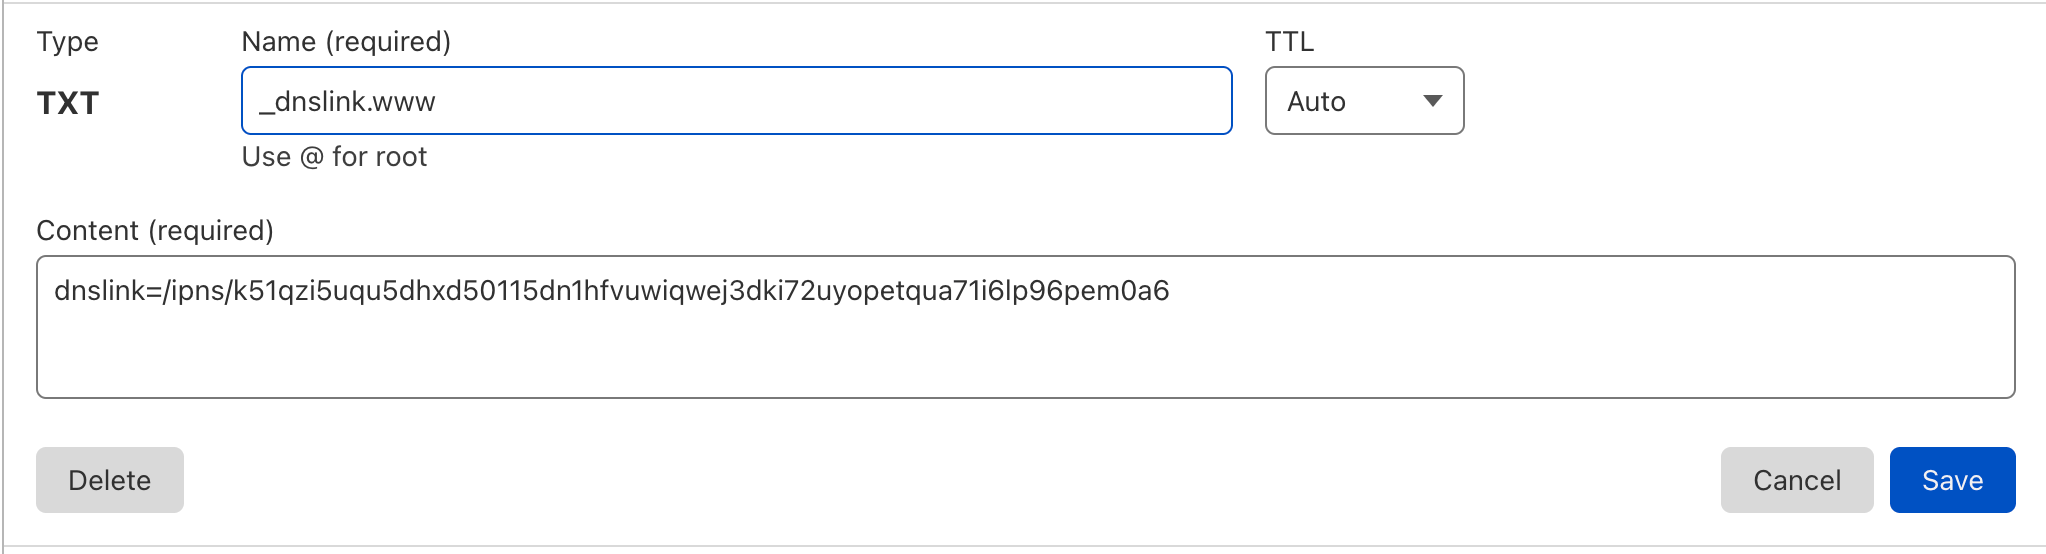 Type Name (required) TTL
TXT _dnslink.www Auto
Use @ for root
Content (required)
dnslink=/ipns/k51qzi5uqu5dhxd50115dn1hfvuwiqwej3dki72uyopetqua71i6lp96pem0a6
Delete Cancel Save